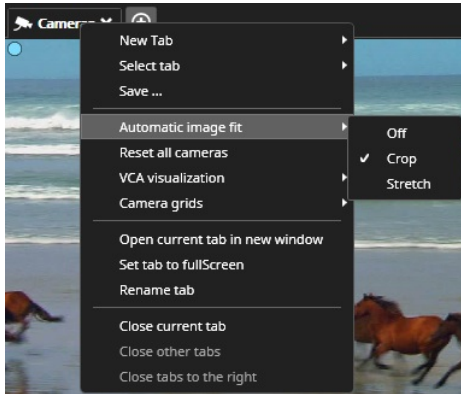 Cameras
New Tab
Select tab
Save ...
Automatic image fit
Off
Reset all cameras
Crop
VCA visualization
Stretch
Camera grids
Open current tab in new window
Set tab to fullScreen
Rename tab
Close current tab
Close other tabs
Close tabs to the right